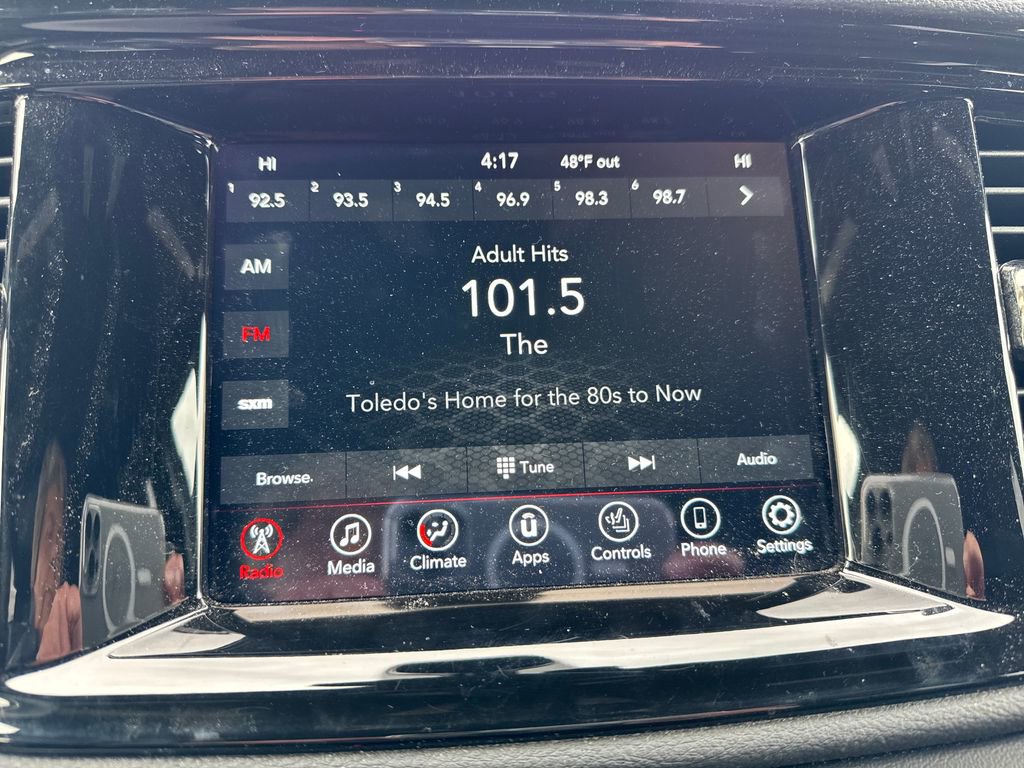 HI 4:17 48°F out HI
1 92.5 2 93.5 3 94.5 4 96.9 5 98.3 6 98.7
Adult Hits
AM
101.5
FM
The
sxm
Toledo's Home for the 80s to Now
Browse Tune Audio
Radio Media Climate Apps Controls Phone Settings